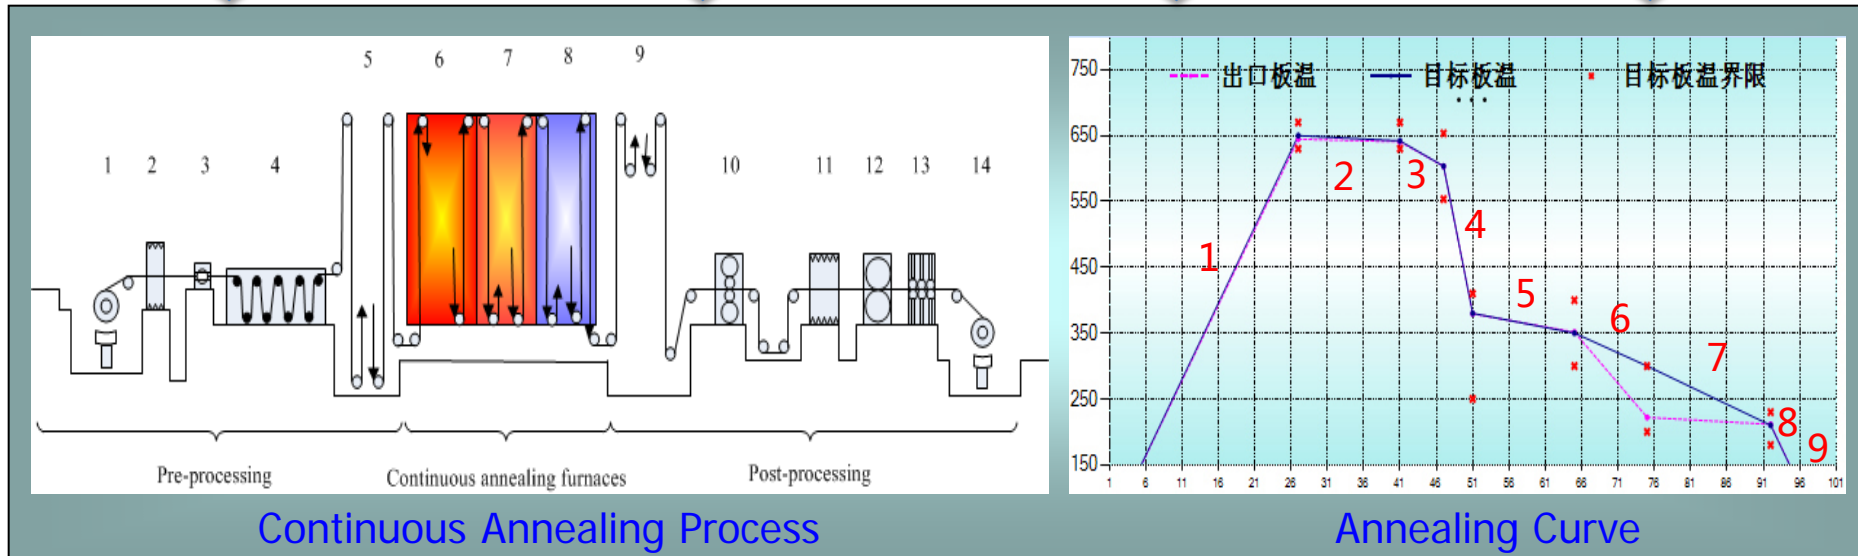 5 6 7 8 9
1 2 3 4 10 11 12 13 14
Pre-processing
Continuous annealing furnaces
Post-processing
Continuous Annealing Process
出口板温 目标板温 目标板温界限
...
750
650
550
450
350
250
150
1 2 3 4 5 6 7 8 9
1 6 11 16 21 26 31 36 41 46 51 56 61 66 71 76 81 86 91 96 101
Annealing Curve